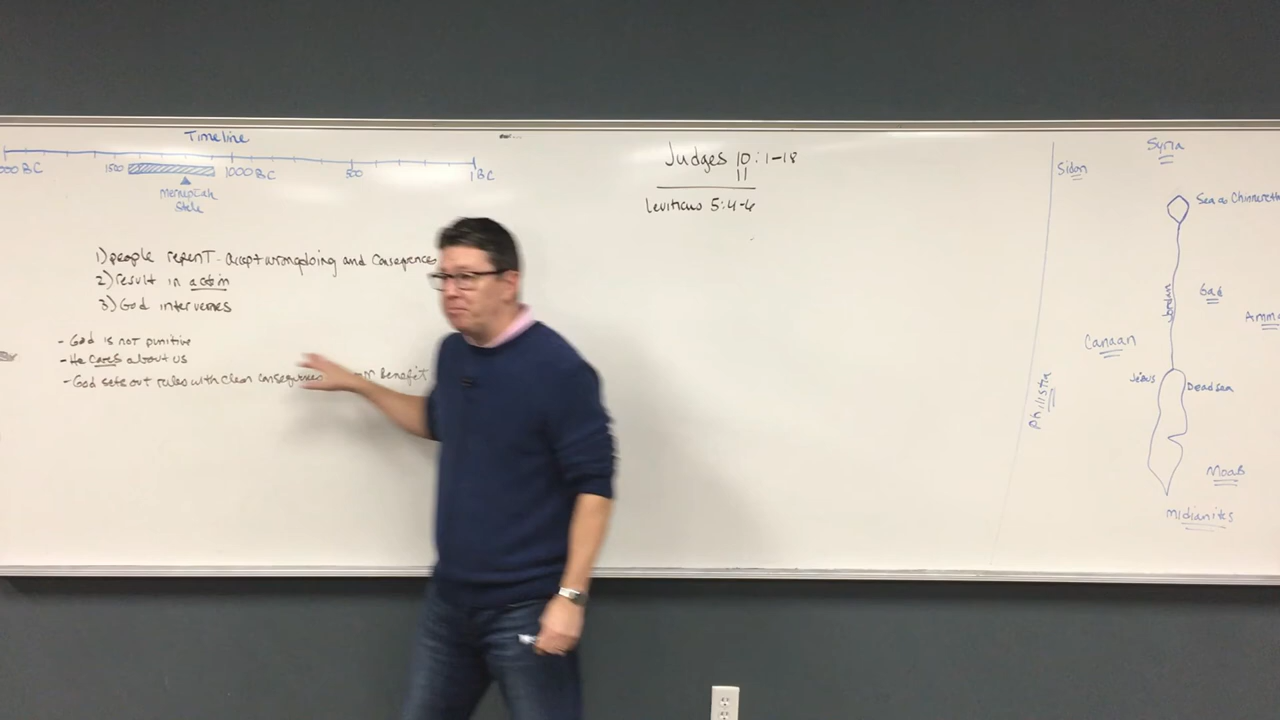 Timeline
000 BC 1500 1000 BC 500 1 BC
Merneptah
Stele
1) people repent - accept wrongdoing and consequence
2) result in action
3) God intervenes
- God is not punitive
- He cares about us
- God sets out rules with clear consequences benefit
Judges 10:1-18
11
Leviticus 5:4-6
Syria
Sidon
Sea of Chinnereth
Jordan
Gad
Ammo
Canaan
Jebus
Dead Sea
Philistia
Moab
Midianites